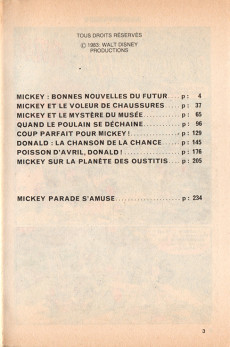 TOUS DROITS RÉSERVÉS
© 1983, WALT DISNEY
PRODUCTIONS
MICKEY : BONNES NOUVELLES DU FUTUR .... p : 4
MICKEY ET LE VOLEUR DE CHAUSSURES .... p : 37
MICKEY ET LE MYSTÈRE DU MUSÉE .... p : 65
QUAND LE POULAIN SE DÉCHAINE .... p : 96
COUP PARFAIT POUR MICKEY ! .... p : 129
DONALD : LA CHANSON DE LA CHANCE .... p : 145
POISSON D'AVRIL, DONALD ! .... p : 176
MICKEY SUR LA PLANÈTE DES OUSTITIS .... p : 205
MICKEY PARADE S'AMUSE .... p : 234
3